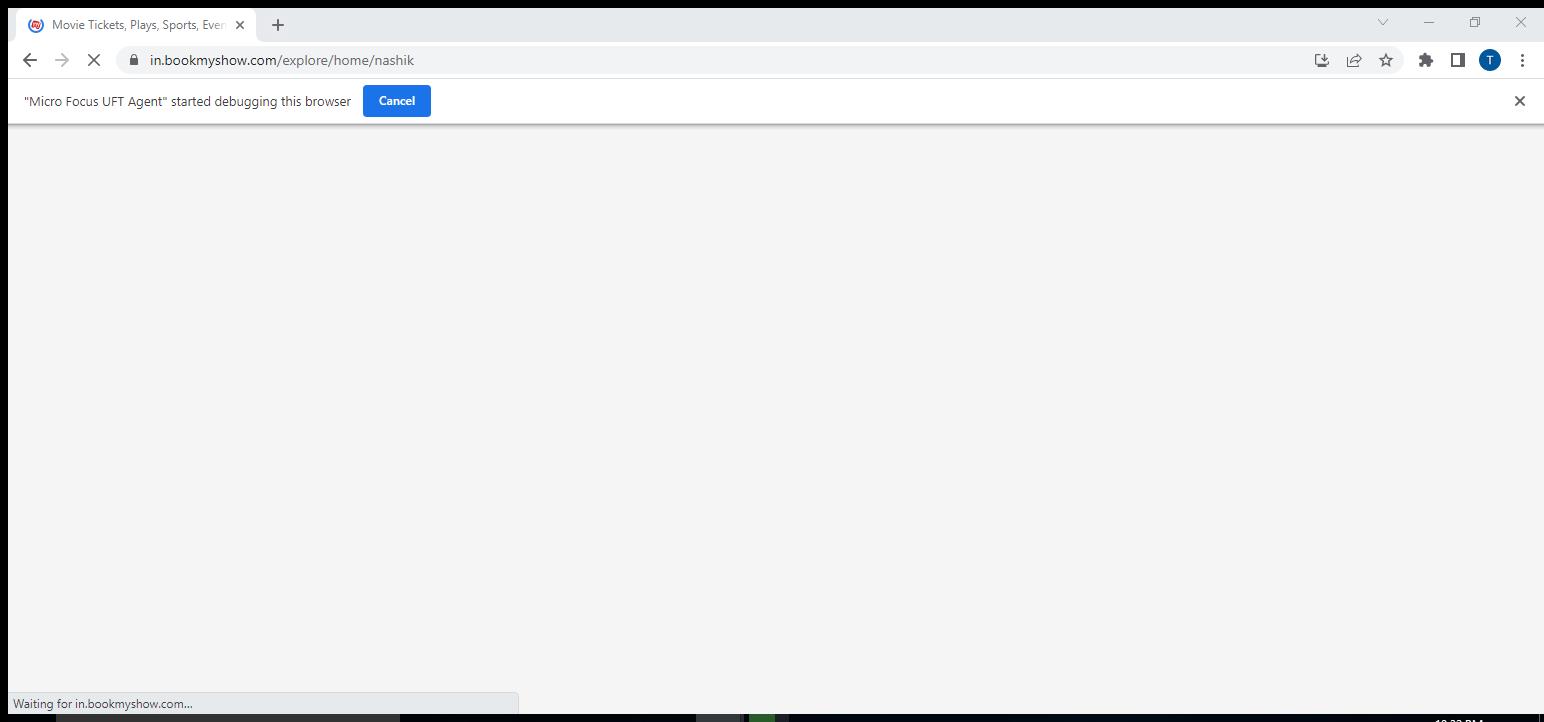 Movie Tickets, Plays, Sports, Even
in.bookmyshow.com/explore/home/nashik
T
"Micro Focus UFT Agent" started debugging this browser
Cancel
Waiting for in.bookmyshow.com...